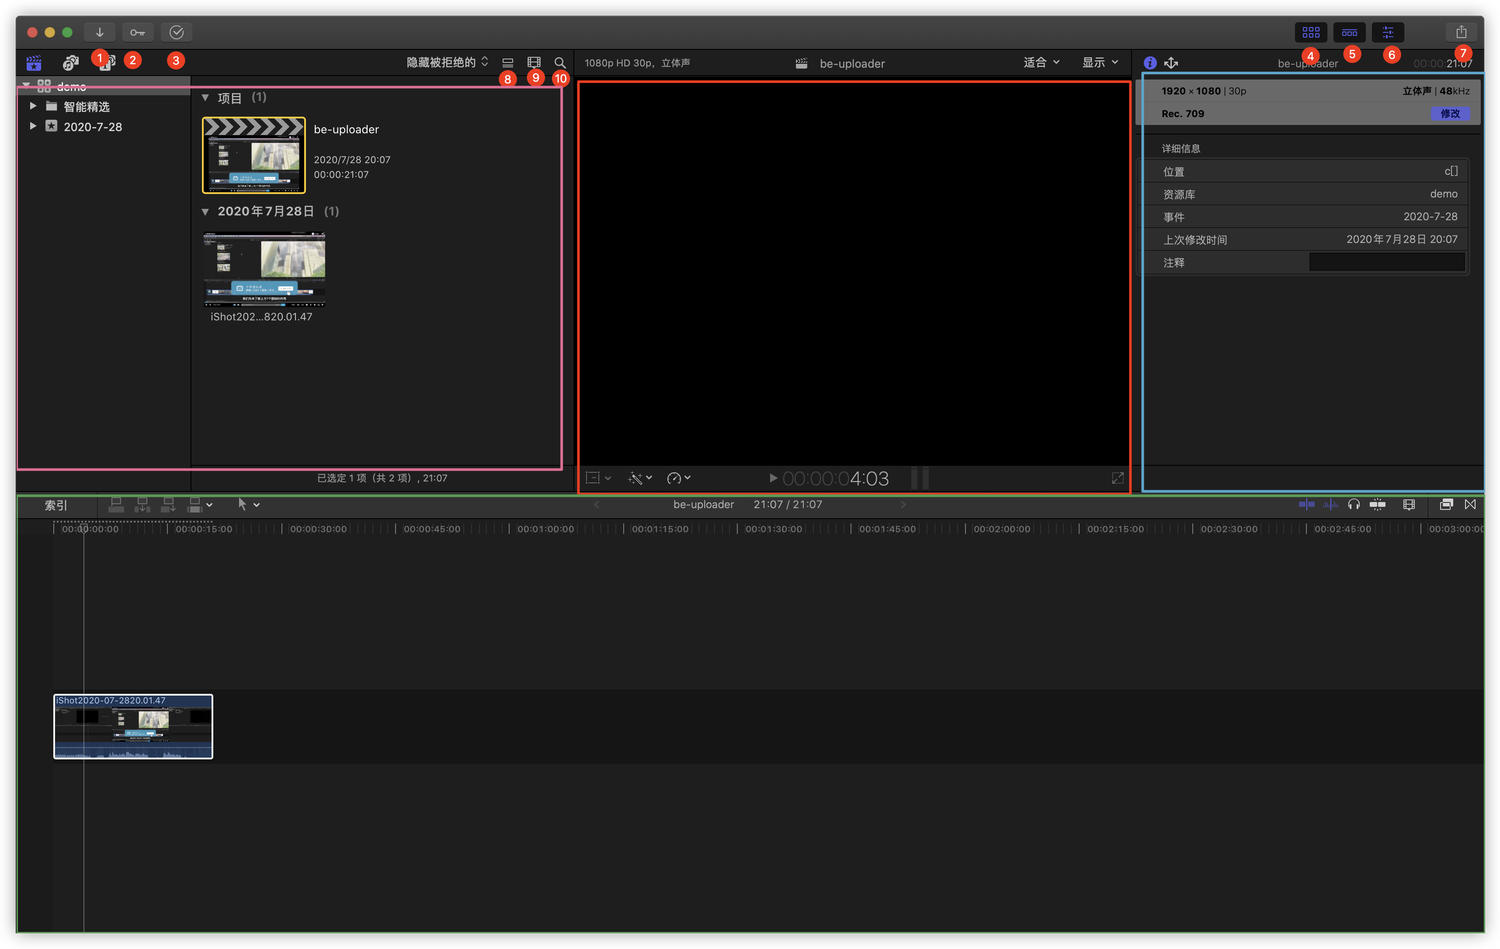 1
2
3
4
5
6
7
隐藏被拒绝的
8
9
10
1080p HD 30p, 立体声
be-uploader
适合
显示
be-uploader
00:00:21:07
demo
智能精选
2020-7-28
项目 (1)
be-uploader
2020/7/28 20:07
00:00:21:07
2020年7月28日 (1)
iShot202...820.01.47
已选定 1 项（共 2 项）, 21:07
00:00:04:03
1920 × 1080 | 30p
立体声 | 48kHz
Rec. 709
修改
详细信息
位置
c[]
资源库
demo
事件
2020-7-28
上次修改时间
2020年7月28日 20:07
注释
索引
be-uploader
21:07 / 21:07
00:00:00:00
00:00:15:00
00:00:30:00
00:00:45:00
00:01:00:00
00:01:15:00
00:01:30:00
00:01:45:00
00:02:00:00
00:02:15:00
00:02:30:00
00:02:45:00
00:03:00:00
iShot2020-07-2820.01.47